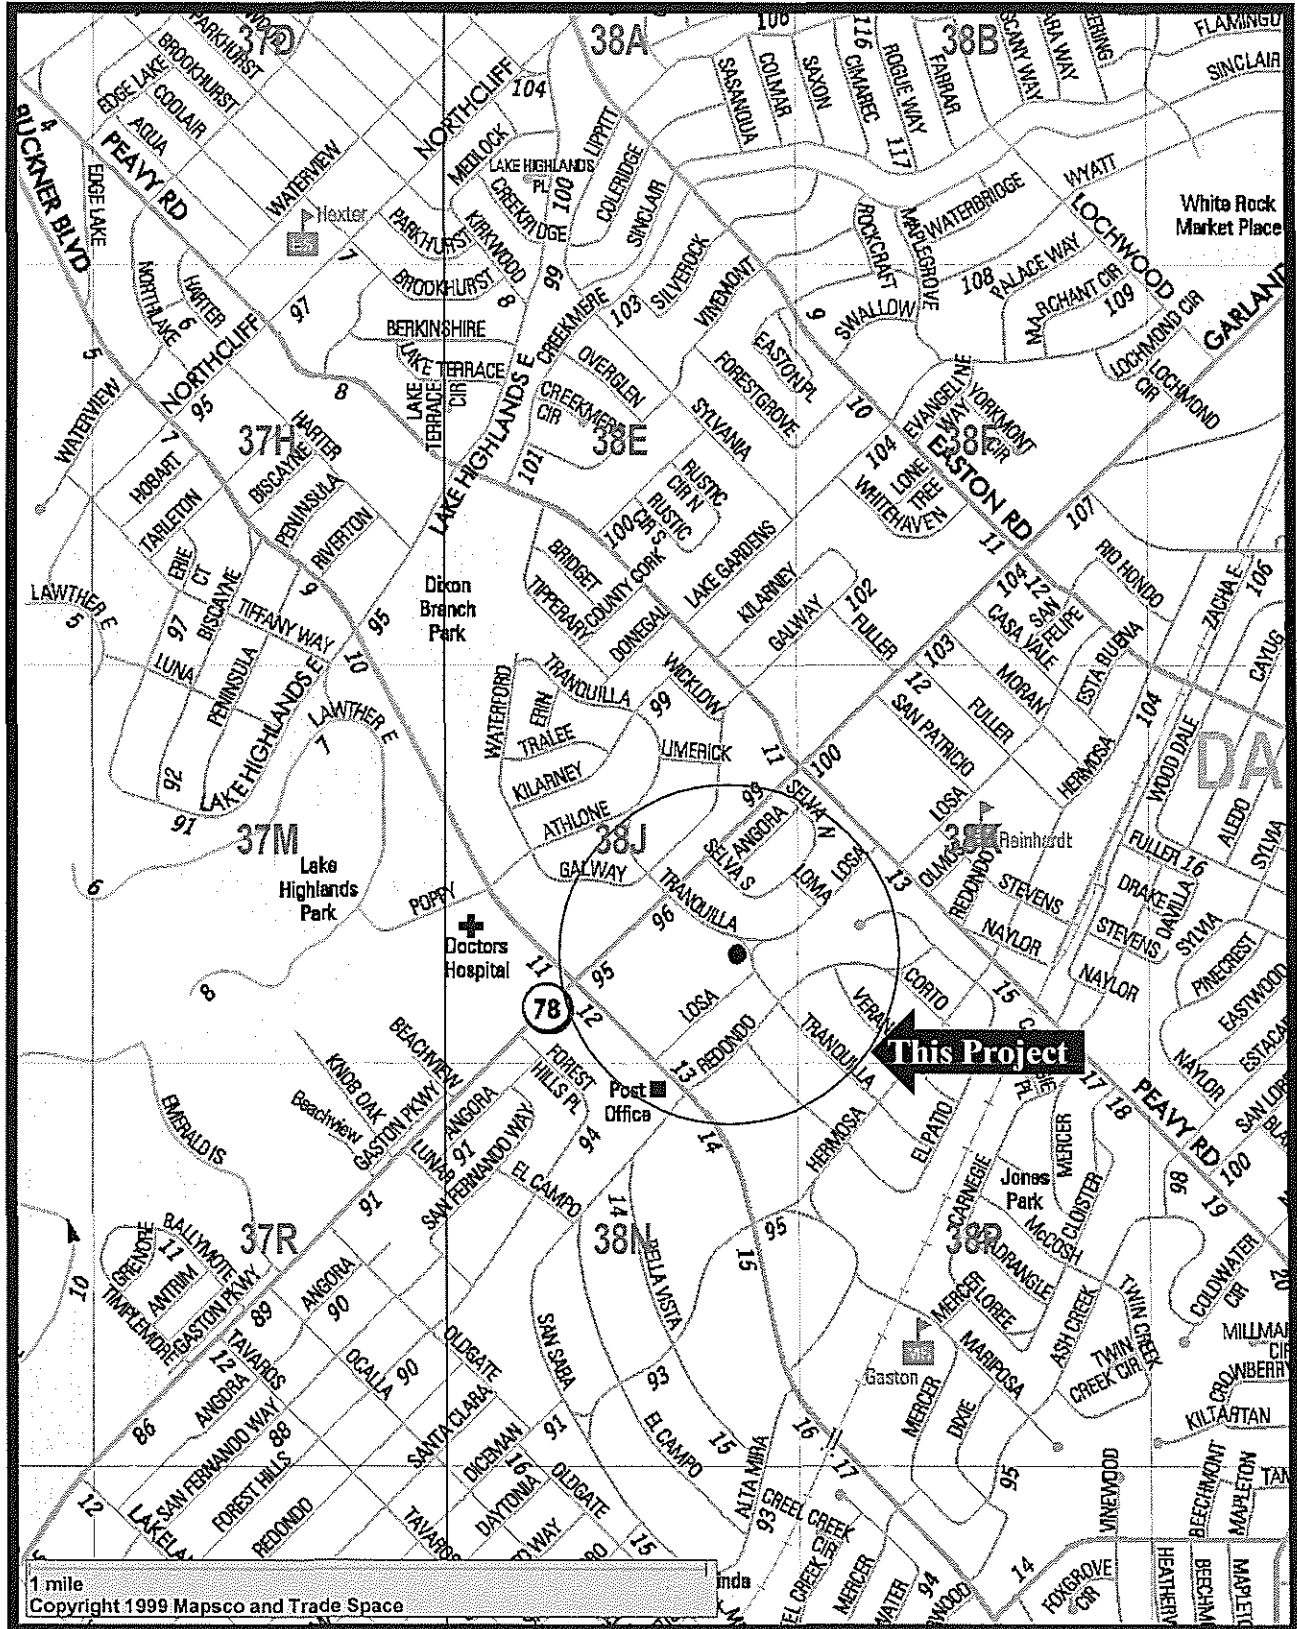 37D
38A
106
38B
116
FLAMINGO
SINCLAIR
PARKHURST
BROOKHURST
EDGE LAKE
COOLAIR
AQUA
4
PEAVY RD
BUCKNER BLVD
EDGE LAKE
WATERVIEW
NORTHCLIFF
104
MEDLOCK
LIPPITT
LAKE HIGHLANDS PL
100
CREEKRIDGE
COLERIDGE
SINCLAIR
SASANQUA
COLMAR
SAXON
CIMAREC
ROGUE WAY
FARRAR
117
WYATT
White Rock
Market Place
Hexter
7
PARKHURST
KIRKWOOD
BROOKHURST
8
99
NORTHLAKE
HARTER
6
97
BERKINSHIRE
LAKE TERRACE
LAKE TERRACE CIR
CREEKMERE
103
SILVEROCK
VINEMONT
OVERGLEN
CREEKMERE CIR
ROCKCRAFT
MAPLEGROVE
WATERBRIDGE
LOCHWOOD
108
PALACE WAY
MARCHANT CIR
109
SWALLOW
9
LOCHMOND CIR
GARLAND
LOCHMOND CIR
LOCHMOND
EASTON PL
FORESTGROVE
10
EVANGELINE WAY
YORKMONT CIR
5
NORTHCLIFF
95
8
WATERVIEW
7
37H
HARTER
BISCAYNE
PENINSULA
HOBART
TARLETON
RIVERTON
LAKE HIGHLANDS E
101
38E
SYLVANIA
38F
EASTON RD
104
LONE TREE
WHITEHAVEN
11
107
RUSTIC CIR N
RUSTIC CIR S
100
BRIDGET
TIPPERARY
COUNTY CORK
DONEGAL
LAKE GARDENS
KILARNEY
GALWAY
102
FULLER
104
12
SAN FELIPE
CASA VALE
RIO HONDO
ESTA BUENA
ZACHA E
106
CAYUG
ERIE CT
9
LAWTHER E
5
97
BISCAYNE
TIFFANY WAY
95
Dixon
Branch
Park
LUNA
PENINSULA
10
LAKE HIGHLANDS E
LAWTHER E
7
92
91
WATERFORD
TRANQUILLA
ERIN
TRALEE
KILARNEY
ATHLONE
99
WICKLOW
LIMERICK
103
12
SAN PATRICIO
FULLER
MORAN
104
HERMOSA
WOOD DALE
DA
11
100
99
SELVA N
ANGORA
SELVA S
LOSA
LOMA
LOSA
Reinhardt
FULLER 16
ALEDO
SYLVIA
37M
Lake
Highlands
Park
6
38J
GALWAY
POPPY
TRANQUILLA
96
13
REDONDO
STEVENS
NAYLOR
DRAKE
DAVILLA
STEVENS
SYLVIA
PINECREST
NAYLOR
EASTWOOD
Doctors
Hospital
11
95
8
78
12
LOSA
CORTO
15
TRANQUILLA
13
REDONDO
This Project
NAYLOR
BEACHVIEW
KNOB OAK
Beachview
GASTON PKWY
ANGORA
FOREST HILLS PL
Post
Office
17
18
PEAVY RD
MERCER
EMERALD IS
91
SAN FERNANDO WAY
94
14
HERMOSA
EL PATIO
EL CAMPO
CARNEGIE
Jones
Park
CLOISTER
98
100
19
91
14
95
15
McCOSH
37R
38N
BELLA VISTA
38R
GRENORE
11
BALLYMOTE
ANTRIM
TIMPLEMORE
GASTON PKWY
10
89
ANGORA
90
MERCER
ASH CREEK
TWIN CREEK
COLDWATER CIR
20
12
TAVAROS
OCALLA
90
OLDGATE
SAN SABA
93
Gaston
MARIPOSA
TWIN CREEK CIR
KILTARTAN
86
ANGORA
SAN FERNANDO WAY
88
FOREST HILLS
REDONDO
SANTA CLARA
DICEMAN
91
16
DAYTONIA
OLDGATE
EL CAMPO
15
ALTA MIRA
16
17
MERCER
DIXIE
95
12
15
93
CREEL CREEK CIR
MERCER
94
14
VINEWOOD
BEECHMONT
MAPLETON
FOXGROVE CIR
1 mile
Copyright 1999 Mapsco and Trade Space